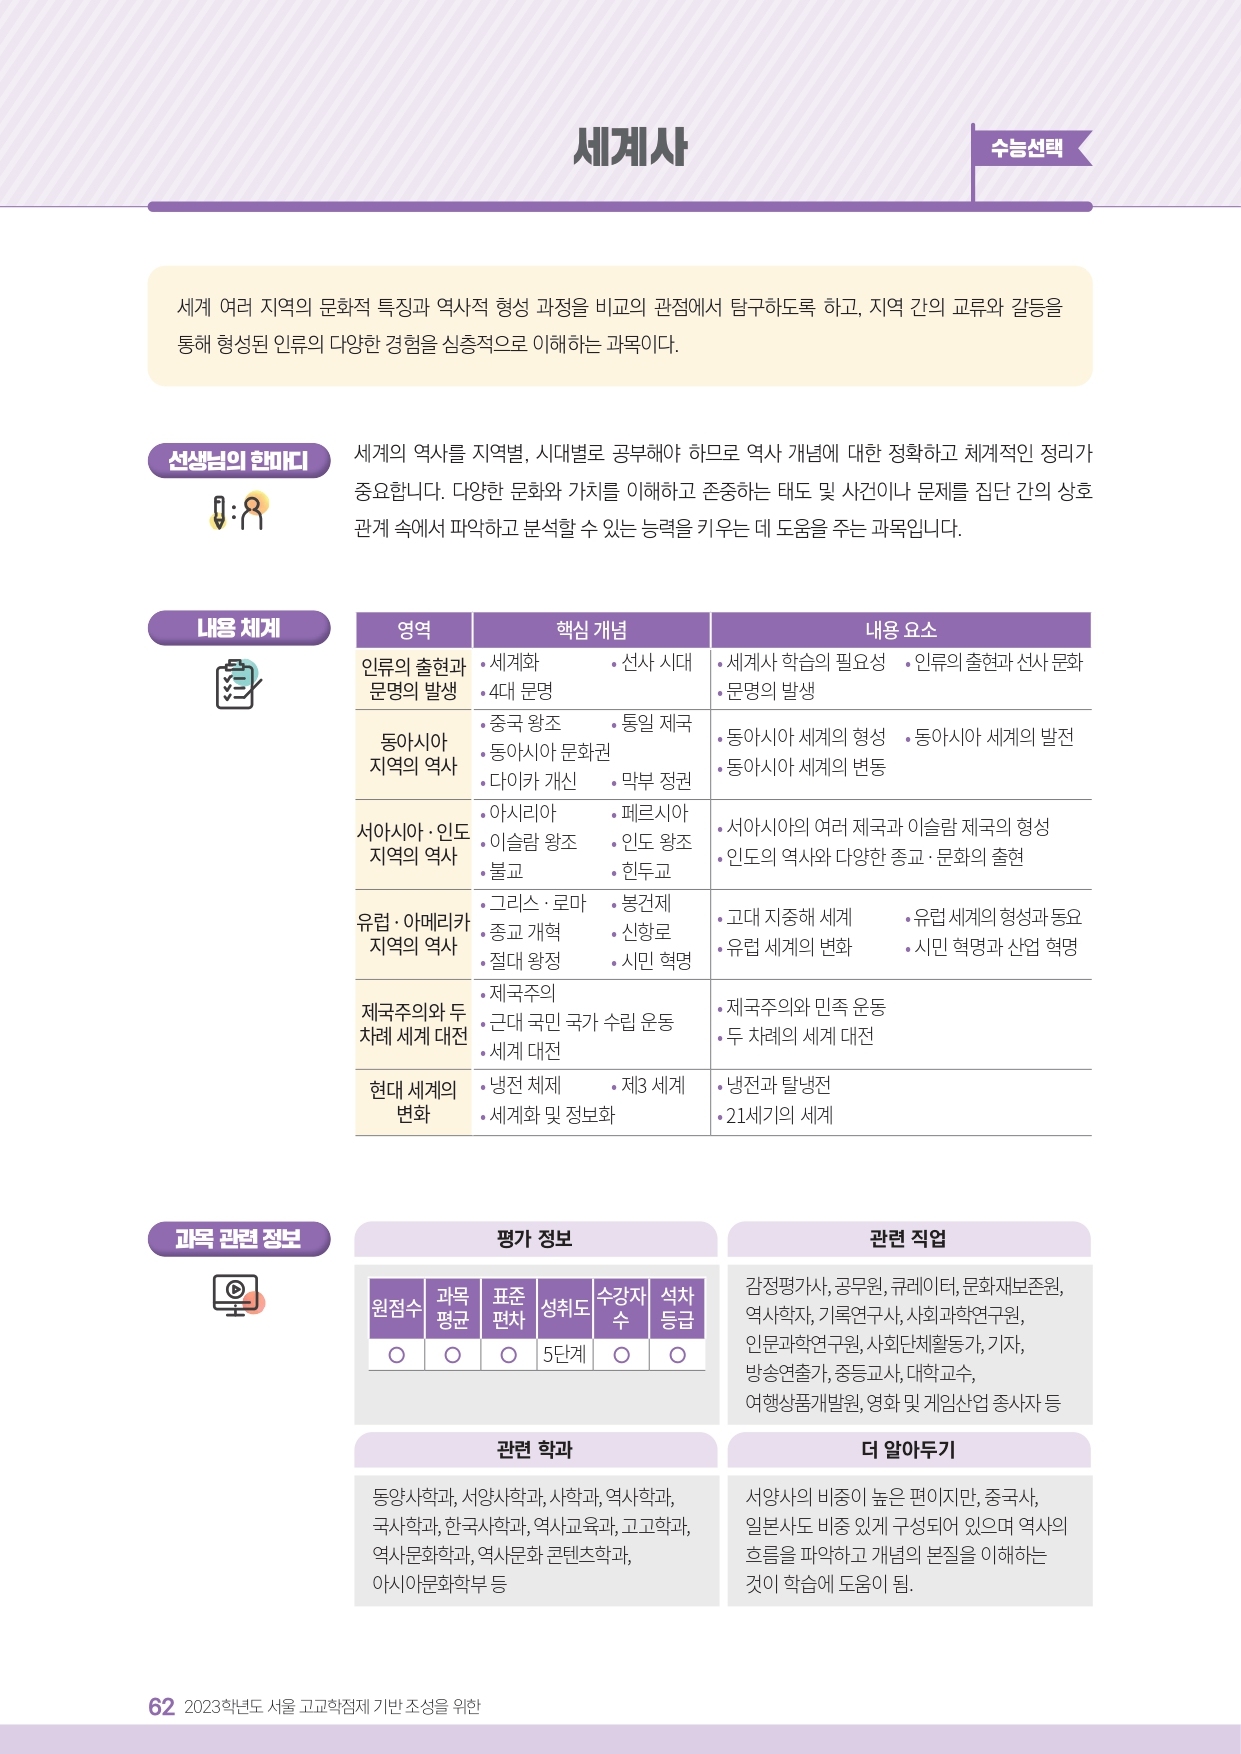 세계사
수능선택
세계 여러 지역의 문화적 특징과 역사적 형성 과정을 비교의 관점에서 탐구하도록 하고, 지역 간의 교류와 갈등을
통해 형성된 인류의 다양한 경험을 심층적으로 이해하는 과목이다.
선생님의 한마디
세계의 역사를 지역별, 시대별로 공부해야 하므로 역사 개념에 대한 정확하고 체계적인 정리가
중요합니다. 다양한 문화와 가치를 이해하고 존중하는 태도 및 사건이나 문제를 집단 간의 상호
관계 속에서 파악하고 분석할 수 있는 능력을 키우는 데 도움을 주는 과목입니다.
내용 체계
영역 핵심 개념 내용 요소
인류의 출현과
문명의 발생
• 세계화 • 선사 시대
• 4대 문명
• 세계사 학습의 필요성 • 인류의 출현과 선사 문화
• 문명의 발생
동아시아
지역의 역사
• 중국 왕조 • 통일 제국
• 동아시아 문화권
• 다이카 개신 • 막부 정권
• 동아시아 세계의 형성 • 동아시아 세계의 발전
• 동아시아 세계의 변동
서아시아 · 인도
지역의 역사
• 아시리아 • 페르시아
• 이슬람 왕조 • 인도 왕조
• 불교 • 힌두교
• 서아시아의 여러 제국과 이슬람 제국의 형성
• 인도의 역사와 다양한 종교 · 문화의 출현
유럽 · 아메리카
지역의 역사
• 그리스 · 로마 • 봉건제
• 종교 개혁 • 신항로
• 절대 왕정 • 시민 혁명
• 고대 지중해 세계 • 유럽 세계의 형성과 동요
• 유럽 세계의 변화 • 시민 혁명과 산업 혁명
제국주의와 두
차례 세계 대전
• 제국주의
• 근대 국민 국가 수립 운동
• 세계 대전
• 제국주의와 민족 운동
• 두 차례의 세계 대전
현대 세계의
변화
• 냉전 체제 • 제3 세계
• 세계화 및 정보화
• 냉전과 탈냉전
• 21세기의 세계
과목 관련 정보
평가 정보
원점수 과목 표준 성취도 수강자 석차
평균 편차 수 등급
○ ○ ○ 5단계 ○ ○
관련 직업
감정평가사, 공무원, 큐레이터, 문화재보존원,
역사학자, 기록연구사, 사회과학연구원,
인문과학연구원, 사회단체활동가, 기자,
방송연출가, 중등교사, 대학교수,
여행상품개발원, 영화 및 게임산업 종사자 등
관련 학과
동양사학과, 서양사학과, 사학과, 역사학과,
국사학과, 한국사학과, 역사교육과, 고고학과,
역사문화학과, 역사문화 콘텐츠학과,
아시아문화학부 등
더 알아두기
서양사의 비중이 높은 편이지만, 중국사,
일본사도 비중 있게 구성되어 있으며 역사의
흐름을 파악하고 개념의 본질을 이해하는
것이 학습에 도움이 됨.
62 2023학년도 서울 고교학점제 기반 조성을 위한